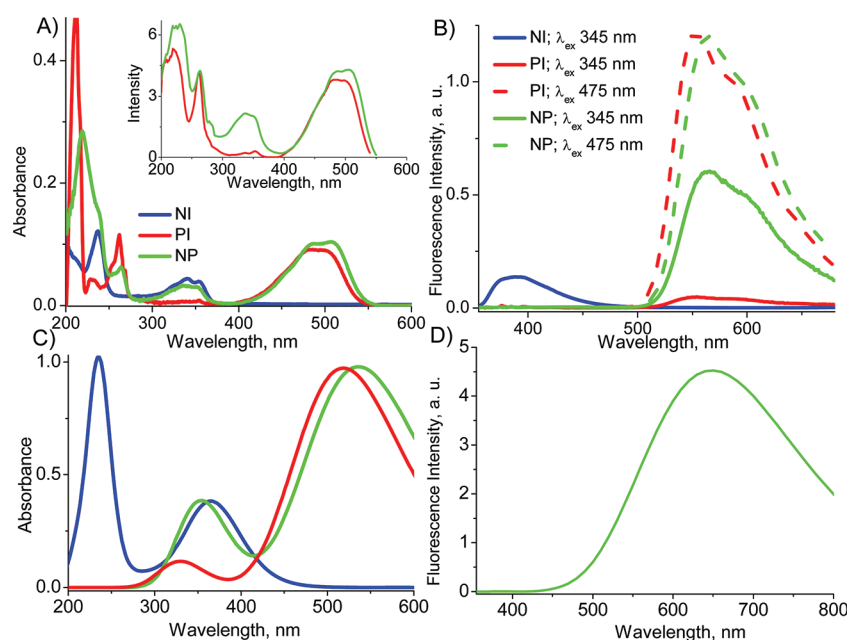 A)
Intensity
6
3
0
200 300 400 500 600
Wavelength, nm
Absorbance
0.4
0.2
0.0
NI
PI
NP
200 300 400 500 600
Wavelength, nm
B)
Fluorescence Intensity, a. u.
1.0
0.5
0.0
NI; λex 345 nm
PI; λex 345 nm
PI; λex 475 nm
NP; λex 345 nm
NP; λex 475 nm
400 500 600
Wavelength, nm
C)
Absorbance
1.0
0.5
0.0
200 300 400 500 600
Wavelength, nm
D)
Fluorescence Intensity, a. u.
5
4
3
2
1
0
400 500 600 700 800
Wavelength, nm